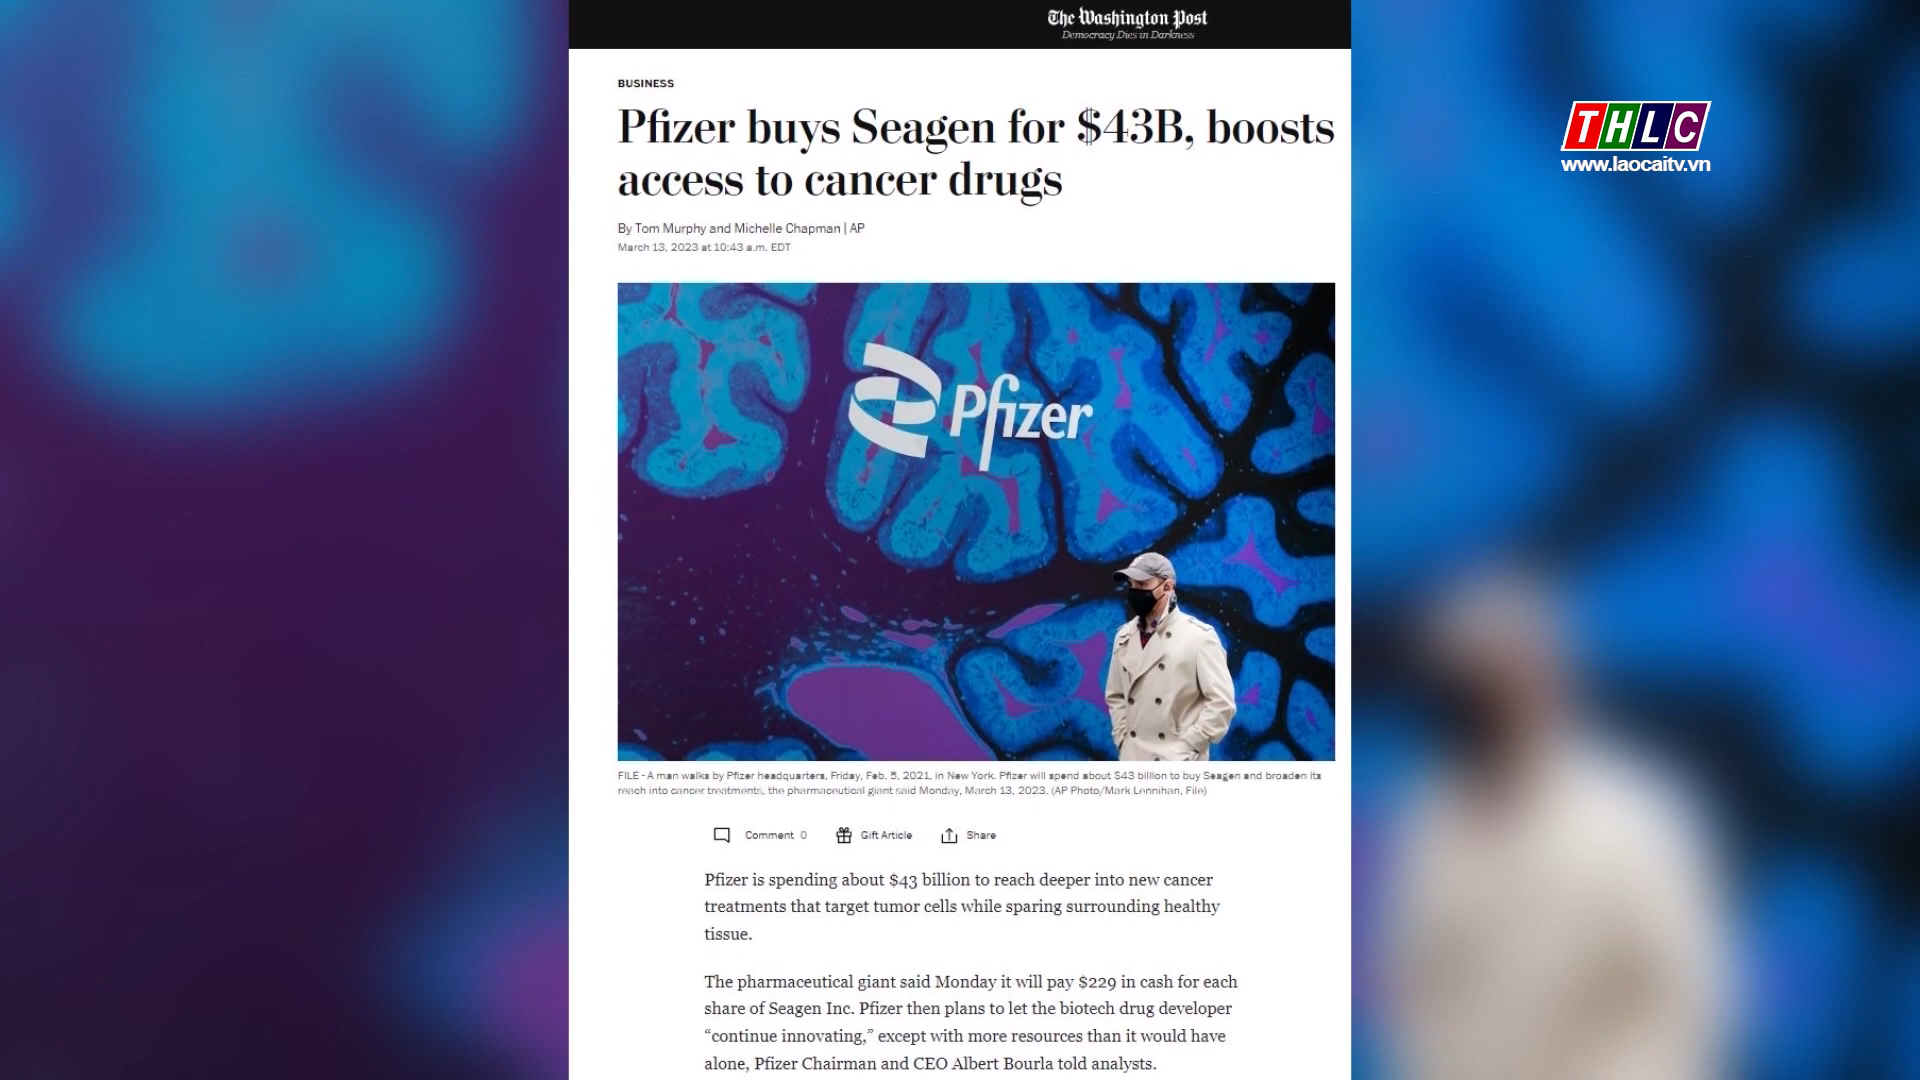 The Washington Post
Democracy Dies in Darkness
BUSINESS
Pfizer buys Seagen for $43B, boosts
access to cancer drugs
By Tom Murphy and Michelle Chapman | AP
March 13, 2023 at 10:43 a.m. EDT
THLC
www.laocaitv.vn
Pfizer
FILE - A man walks by Pfizer headquarters, Friday, Feb. 5, 2021, in New York. Pfizer will spend about $43 billion to buy Seagen and broaden its
reach into cancer treatments, the pharmaceutical giant said Monday, March 13, 2023. (AP Photo/Mark Lennihan, File)
Comment 0 Gift Article Share
Pfizer is spending about $43 billion to reach deeper into new cancer
treatments that target tumor cells while sparing surrounding healthy
tissue.
The pharmaceutical giant said Monday it will pay $229 in cash for each
share of Seagen Inc. Pfizer then plans to let the biotech drug developer
“continue innovating,” except with more resources than it would have
alone, Pfizer Chairman and CEO Albert Bourla told analysts.